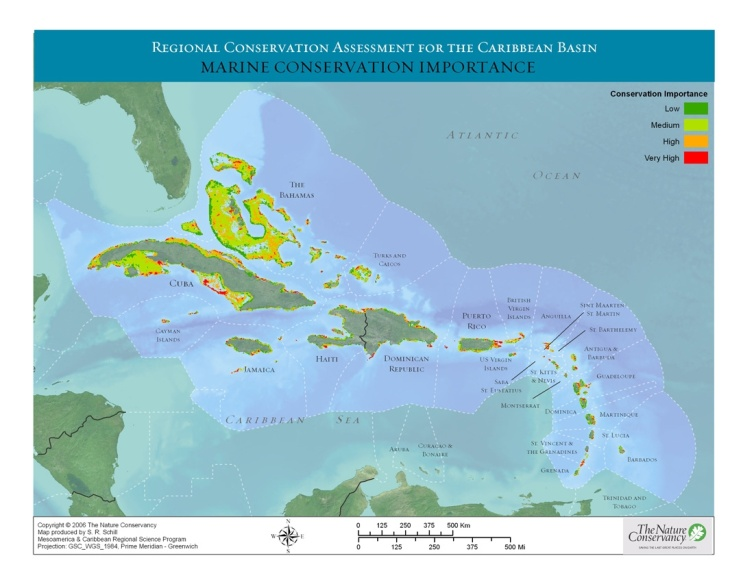 REGIONAL CONSERVATION ASSESSMENT FOR THE CARIBBEAN BASIN
MARINE CONSERVATION IMPORTANCE
Conservation Importance
Low
Medium
High
Very High
ATLANTIC
OCEAN
THE
BAHAMAS
TURKS AND
CAICOS
CUBA
CAYMAN
ISLANDS
JAMAICA
HAITI
DOMINICAN
REPUBLIC
PUERTO
RICO
BRITISH
VIRGIN
ISLANDS
ANGUILLA
SINT MAARTEN
ST. MARTIN
ST. BARTHELEMY
US VIRGIN
ISLANDS
ANTIGUA &
BARBUDA
SABA
ST. EUSTATIUS
ST. KITTS
& NEVIS
GUADELOUPE
MONTSERRAT
DOMINICA
MARTINIQUE
CARIBBEAN SEA
ST. LUCIA
ST. VINCENT &
THE GRENADINES
ARUBA
CURACAO &
BONAIRE
BARBADOS
GRENADA
TRINIDAD AND
TOBAGO
Copyright © 2006 The Nature Conservancy
Map produced by S. R. Schill
Mesoamerica & Caribbean Regional Science Program
Projection: GSC_WGS_1984, Prime Meridian - Greenwich
N
W E
S
0 125 250 375 500 Km
0 125 250 375 500 Mi
The Nature
Conservancy